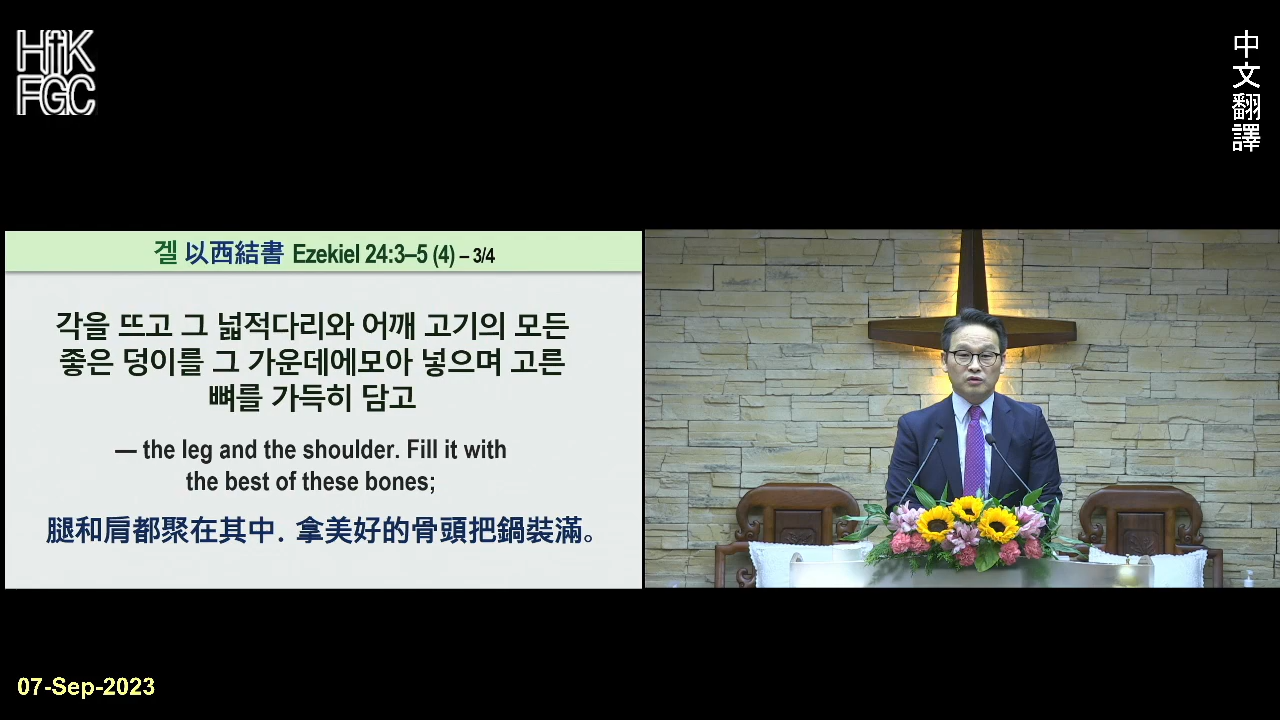 HfK
FGC
中文翻譯
겔 以西結書 Ezekiel 24:3–5 (4) – 3/4
각을 뜨고 그 넓적다리와 어깨 고기의 모든
좋은 덩이를 그 가운데에모아 넣으며 고른
뼈를 가득히 담고
— the leg and the shoulder. Fill it with
the best of these bones;
腿和肩都聚在其中. 拿美好的骨頭把鍋裝滿。
07-Sep-2023